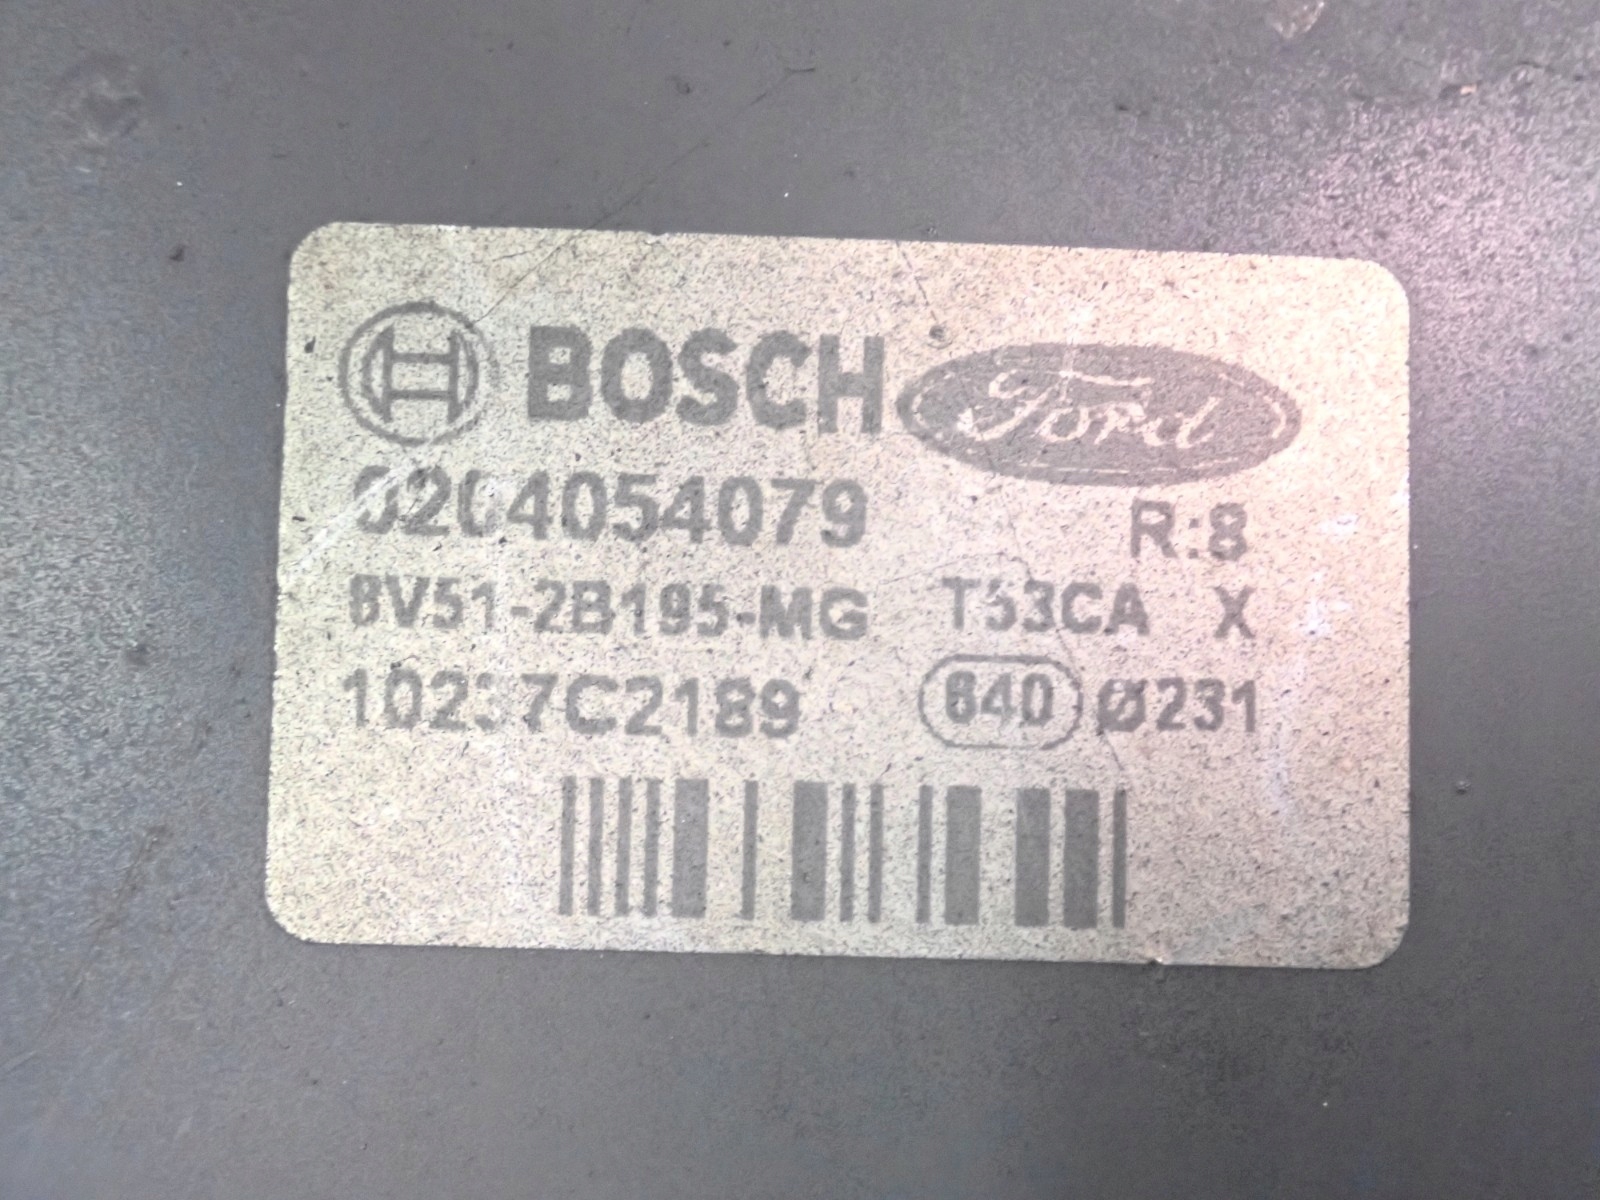 BOSCH Ford
0204054079 R:8
8V51-2B195-MG T53CA X
10237C2189 640 Ø231